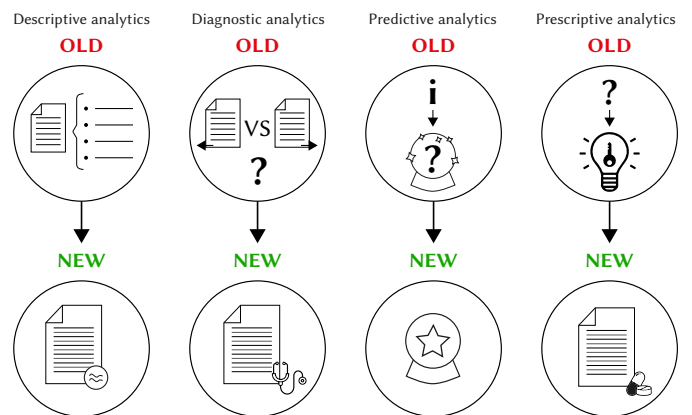 Descriptive analytics
OLD
NEW
Diagnostic analytics
OLD
VS
?
NEW
Predictive analytics
OLD
i
?
NEW
Prescriptive analytics
OLD
?
NEW